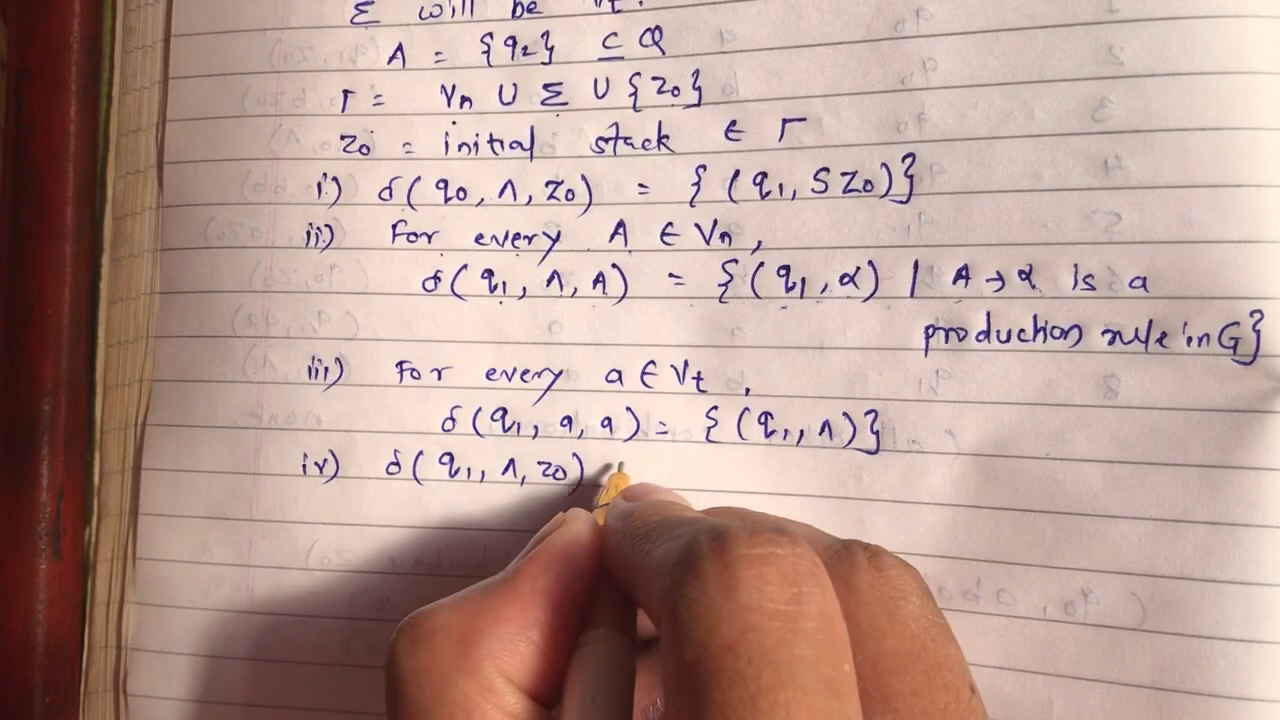 Σ will be Vt.
A = {q2} ⊆ Q
Γ = Vn ∪ Σ ∪ {z0}
z0 = initial stack ∈ Γ
i) δ(q0, Λ, z0) = {(q1, S z0)}
ii) For every A ∈ Vn,
δ(q1, Λ, A) = {(q1, α) | A → α is a
production rule in G}
iii) For every a ∈ Vt,
δ(q1, a, a) = {(q1, Λ)}
iv) δ(q1, Λ, z0)